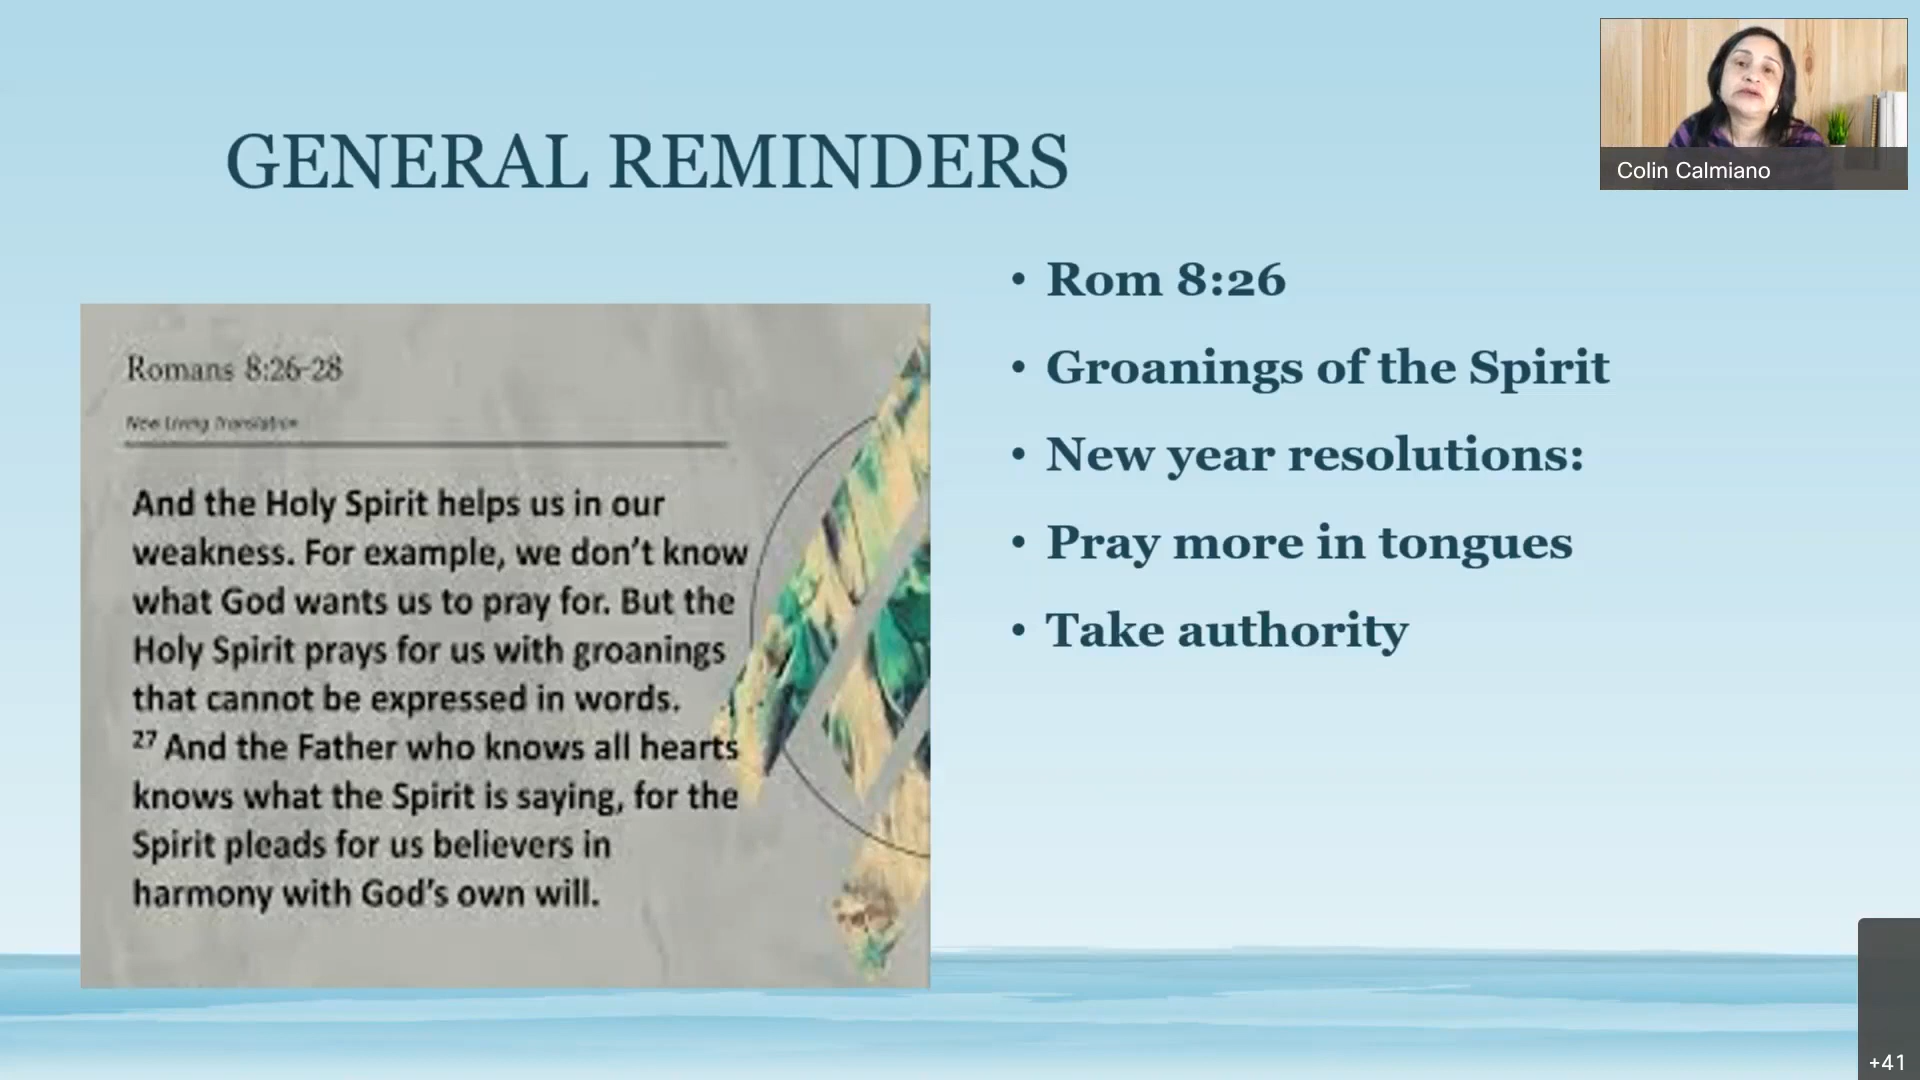 GENERAL REMINDERS
Colin Calmiano
Romans 8:26-28
New Living Translation
And the Holy Spirit helps us in our
weakness. For example, we don’t know
what God wants us to pray for. But the
Holy Spirit prays for us with groanings
that cannot be expressed in words.
27 And the Father who knows all hearts
knows what the Spirit is saying, for the
Spirit pleads for us believers in
harmony with God’s own will.
• Rom 8:26
• Groanings of the Spirit
• New year resolutions:
• Pray more in tongues
• Take authority
+41